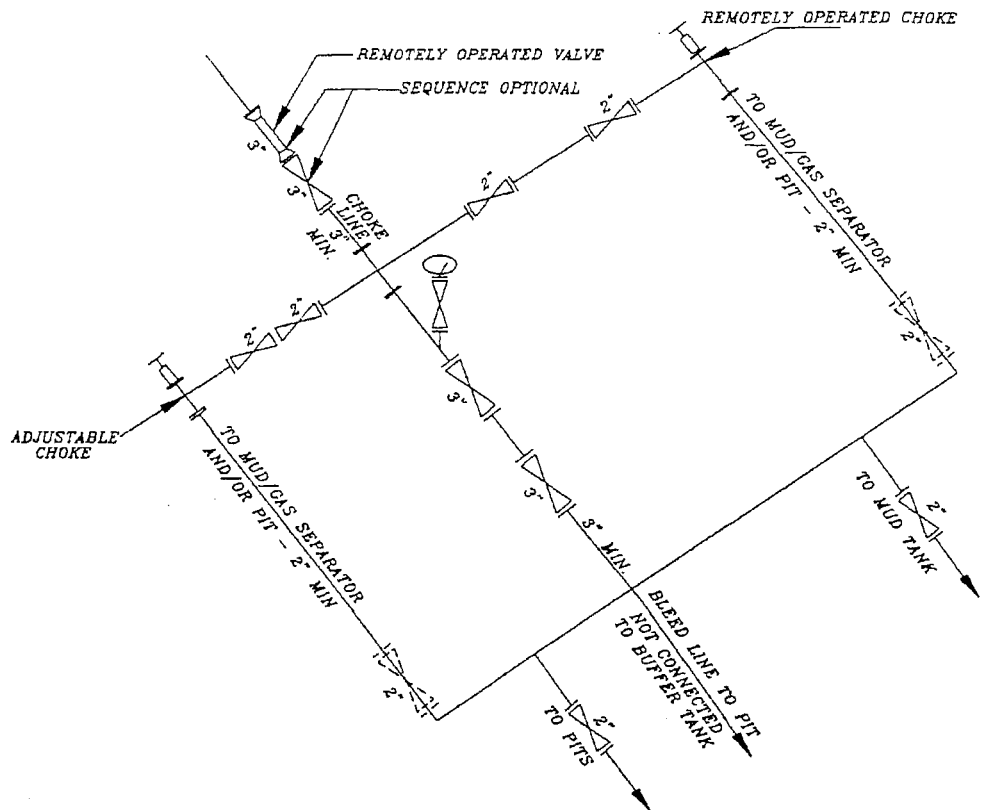 REMOTELY OPERATED CHOKE
REMOTELY OPERATED VALVE
SEQUENCE OPTIONAL
3"
3"
CHOKE
LINE
3"
MIN.
2"
2"
TO MUD/GAS SEPARATOR
AND/OR PIT - 2" MIN
2"
2"
2"
ADJUSTABLE
CHOKE
TO MUD/GAS SEPARATOR
AND/OR PIT - 2" MIN
2"
3"
3"
3" MIN.
BLEED LINE TO PIT
NOT CONNECTED
TO BUFFER TANK
2"
TO MUD TANK
2"
TO PITS